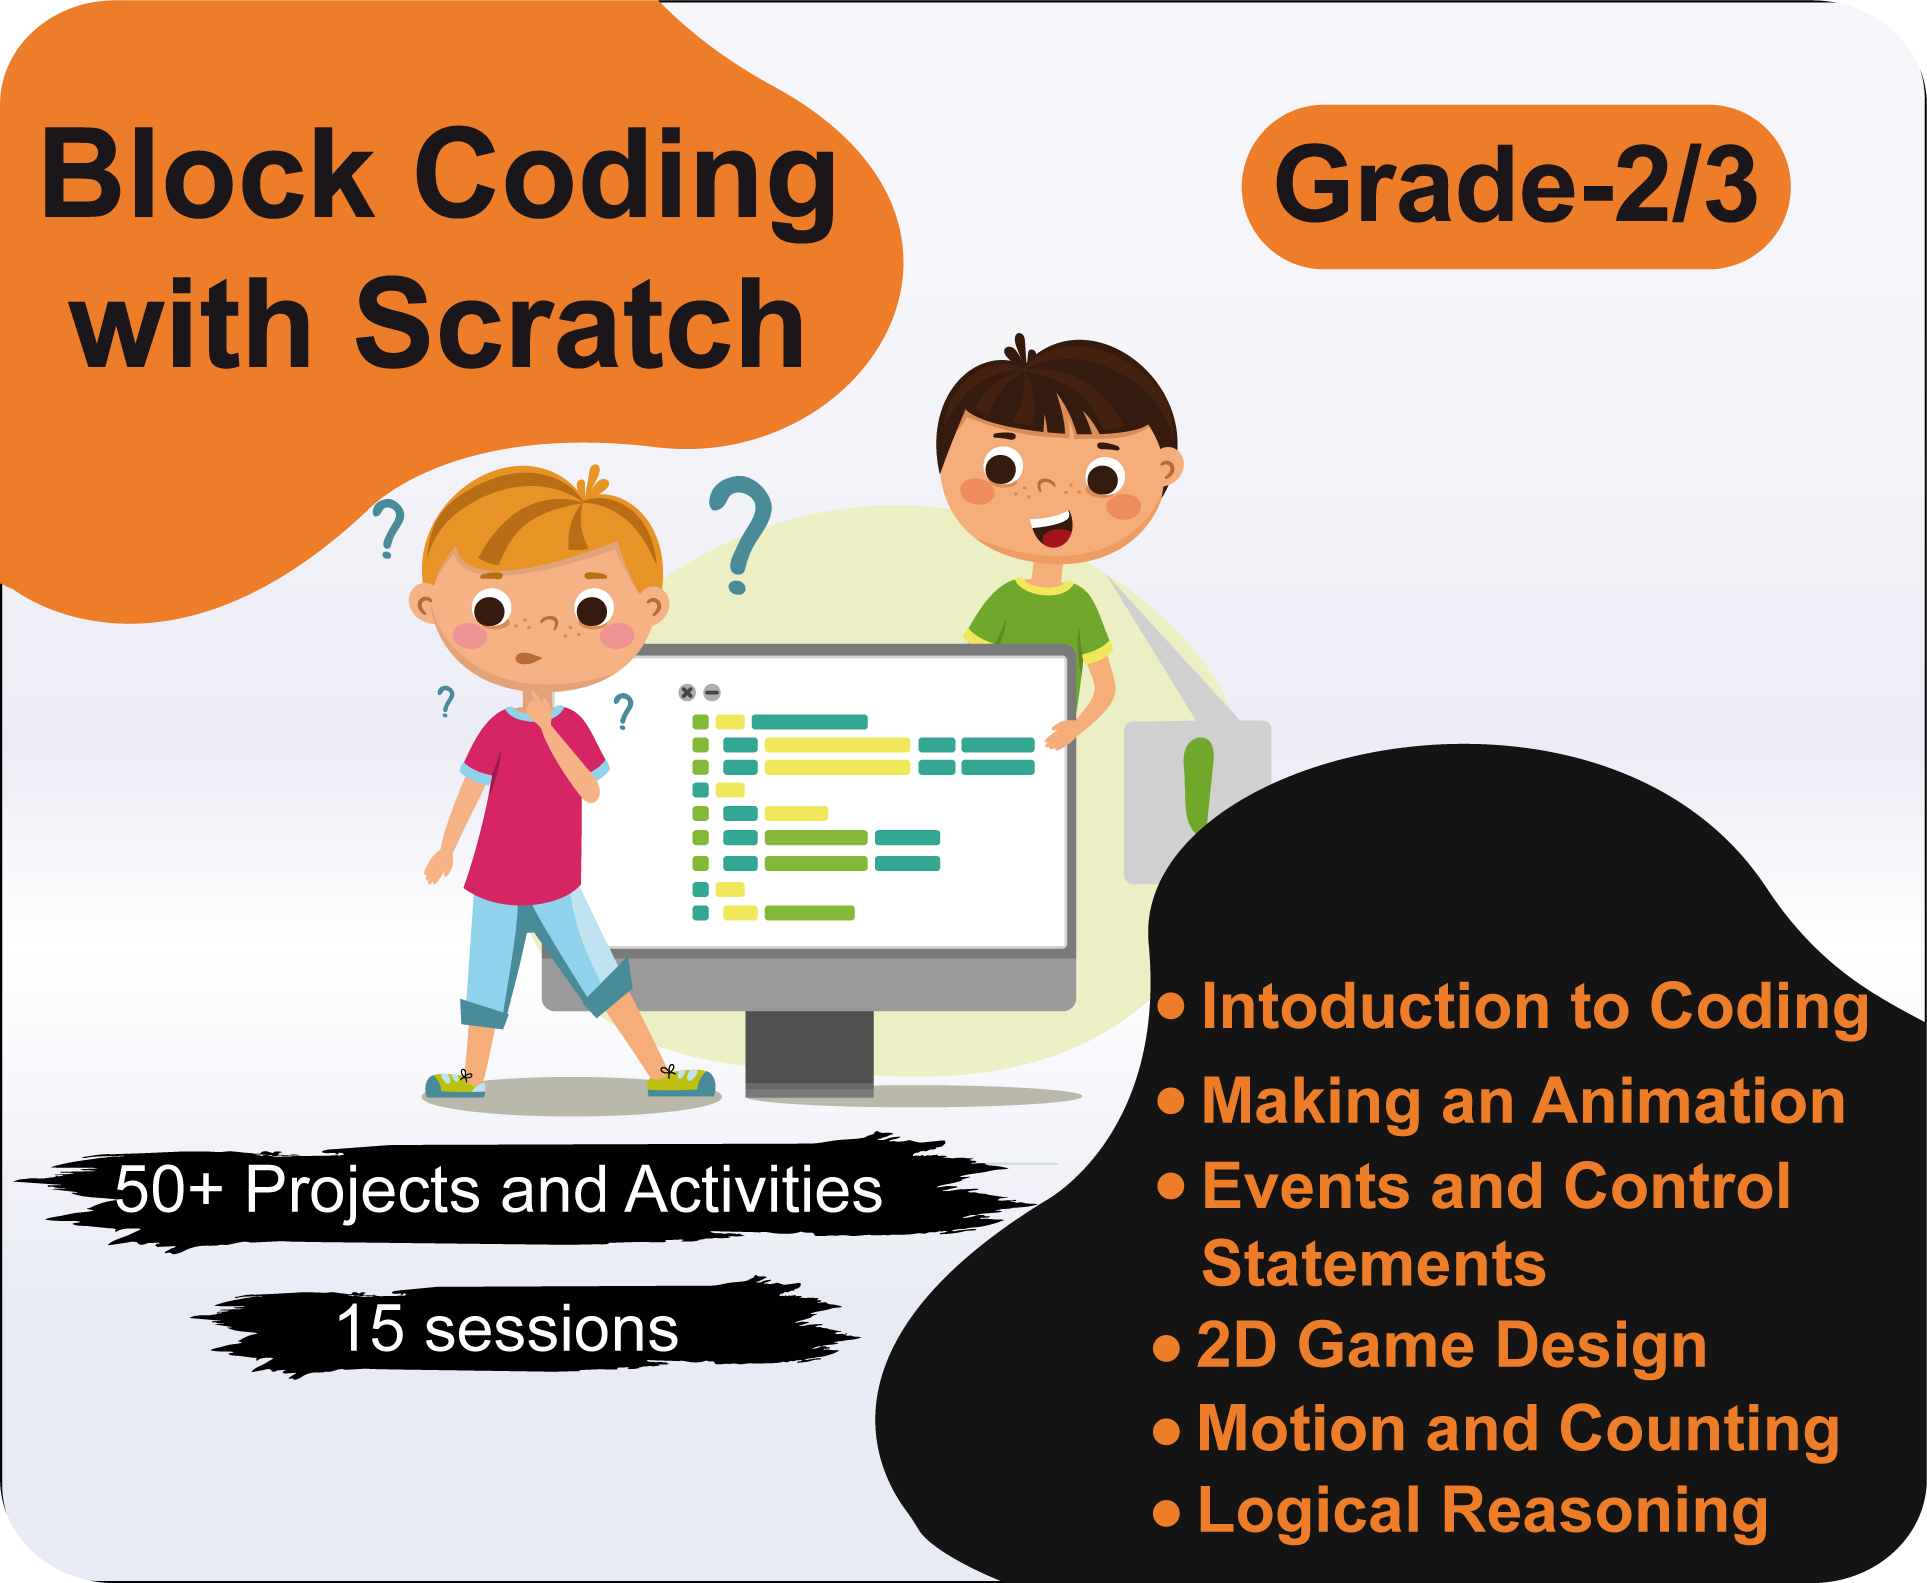 Block Coding
with Scratch
Grade-2/3
? ? ? ?
!
50+ Projects and Activities
15 sessions
● Intoduction to Coding
● Making an Animation
● Events and Control
Statements
● 2D Game Design
● Motion and Counting
● Logical Reasoning